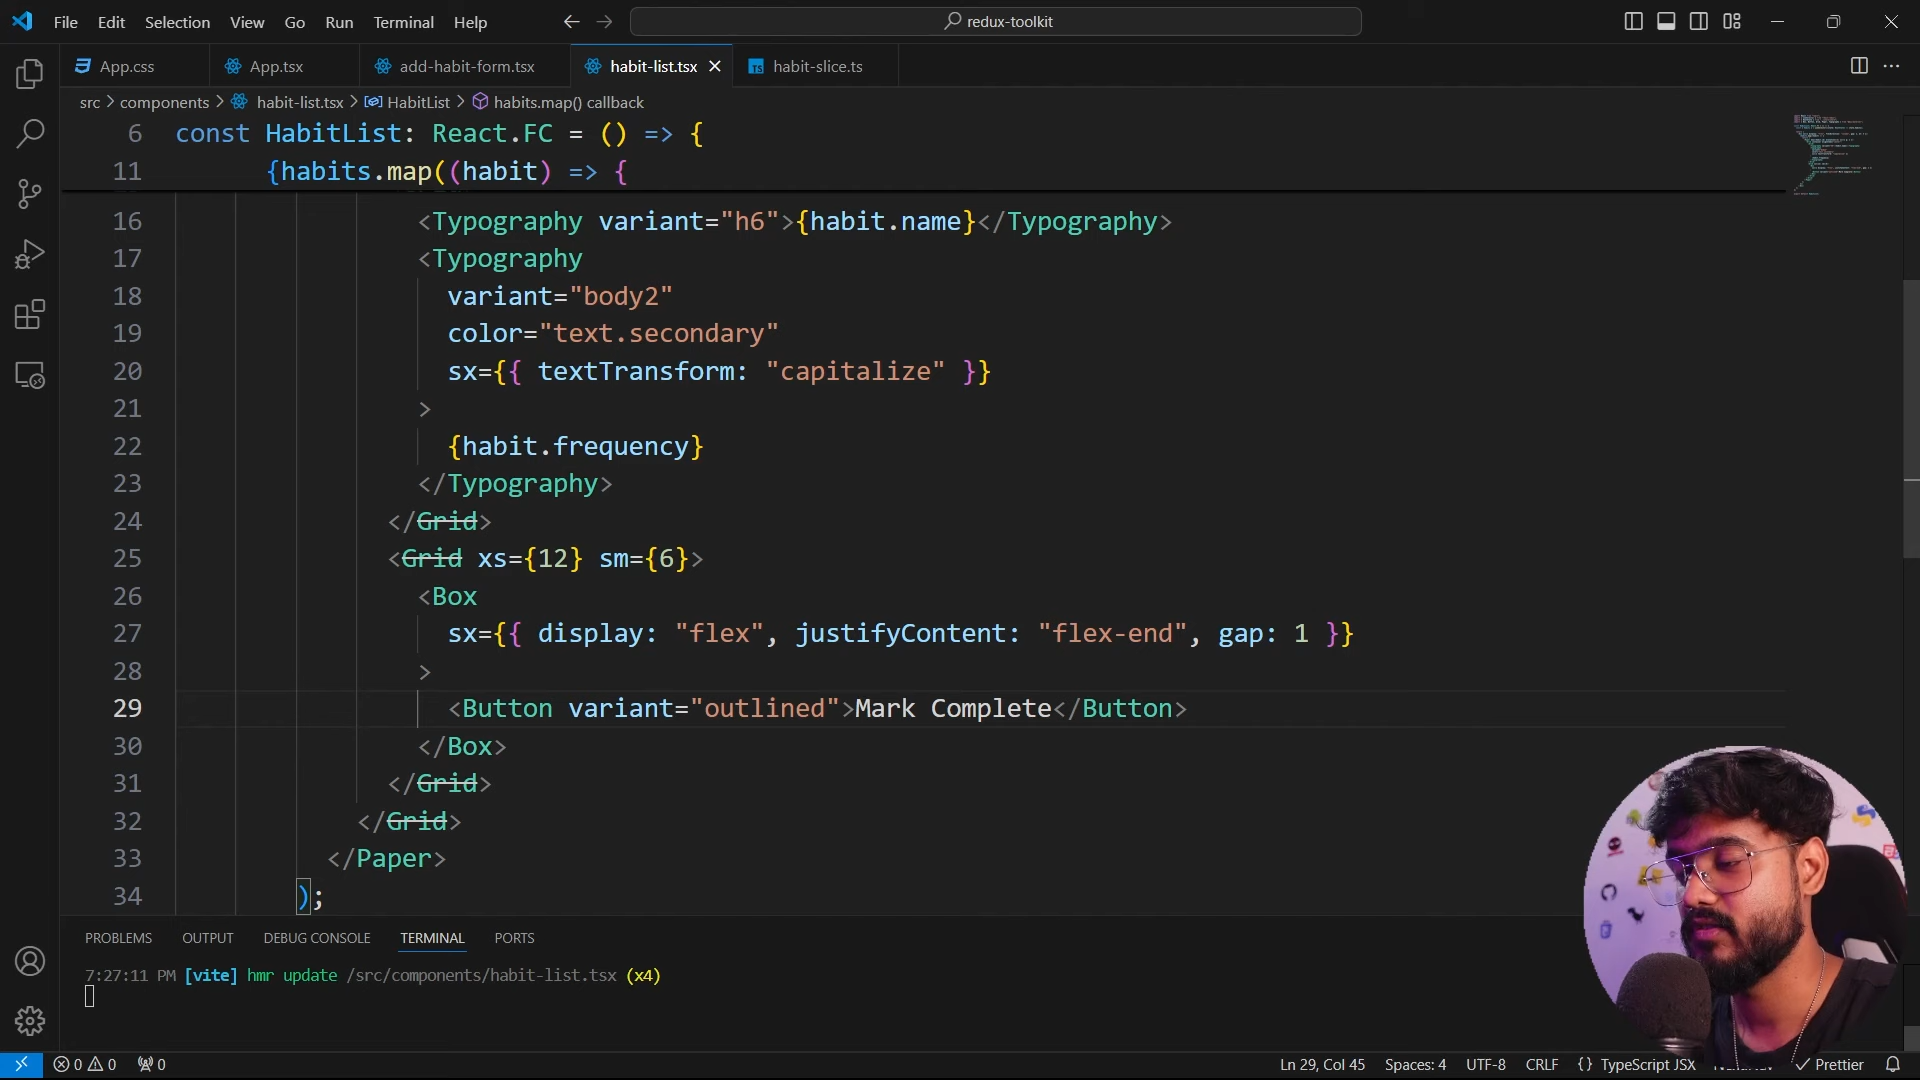 File Edit Selection View Go Run Terminal Help
redux-toolkit
App.css App.tsx add-habit-form.tsx habit-list.tsx TS habit-slice.ts
src > components > habit-list.tsx > HabitList > habits.map() callback
6 const HabitList: React.FC = () => {
11 {habits.map((habit) => {
16 <Typography variant="h6">{habit.name}</Typography>
17 <Typography
18 variant="body2"
19 color="text.secondary"
20 sx={{ textTransform: "capitalize" }}
21 >
22 {habit.frequency}
23 </Typography>
24 </Grid>
25 <Grid xs={12} sm={6}>
26 <Box
27 sx={{ display: "flex", justifyContent: "flex-end", gap: 1 }}
28 >
29 <Button variant="outlined">Mark Complete</Button>
30 </Box>
31 </Grid>
32 </Grid>
33 </Paper>
34 );
PROBLEMS OUTPUT DEBUG CONSOLE TERMINAL PORTS
7:27:11 PM [vite] hmr update /src/components/habit-list.tsx (x4)
0 0 0 Ln 29, Col 45 Spaces: 4 UTF-8 CRLF {} TypeScript JSX Prettier